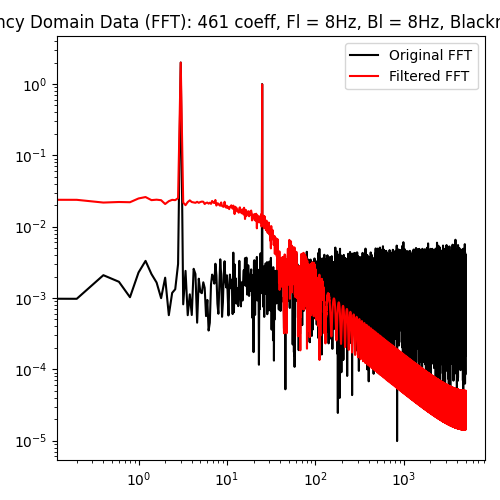 ncy Domain Data (FFT): 461 coeff, Fl = 8Hz, Bl = 8Hz, Blackm
Original FFT
Filtered FFT
10⁰
10⁻¹
10⁻²
10⁻³
10⁻⁴
10⁻⁵
10⁰ 10¹ 10² 10³